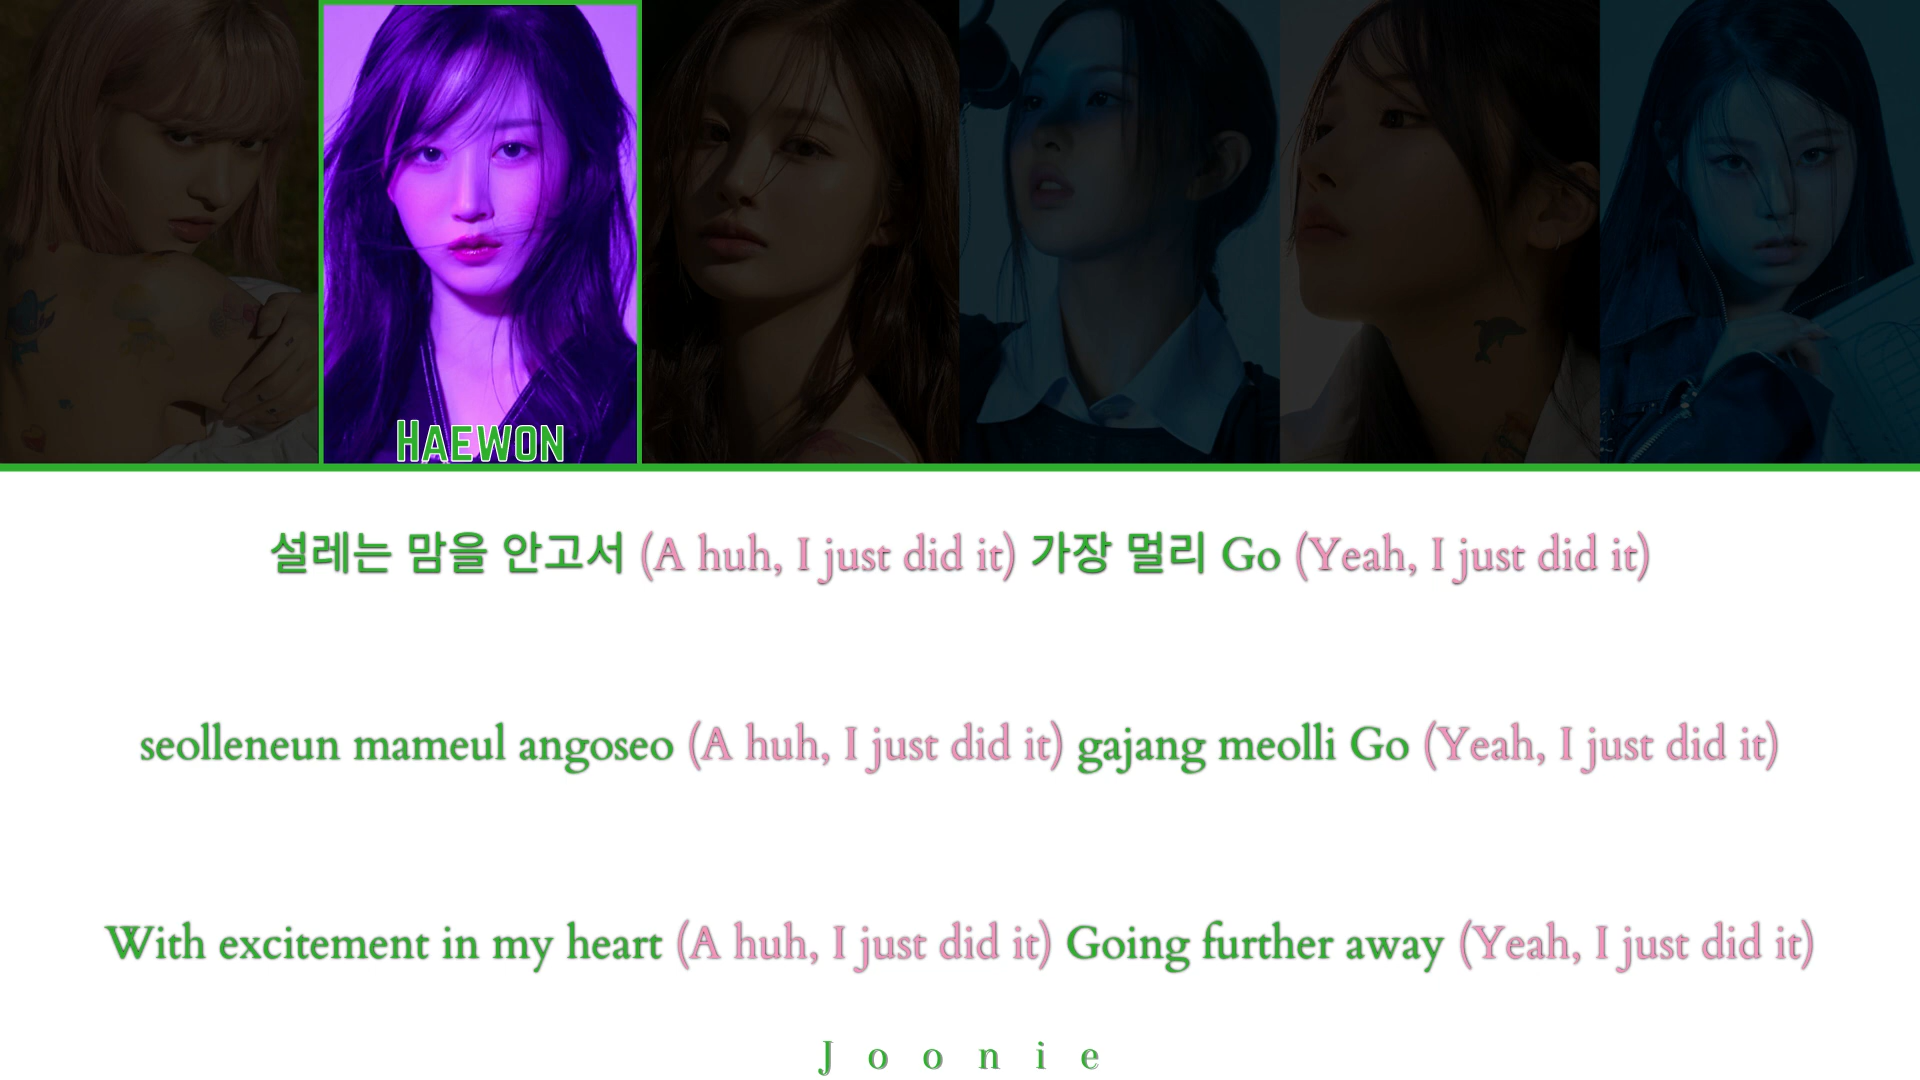 HAEWON
설레는 맘을 안고서 (A huh, I just did it) 가장 멀리 Go (Yeah, I just did it)
seolleneun mameul angoseo (A huh, I just did it) gajang meolli Go (Yeah, I just did it)
With excitement in my heart (A huh, I just did it) Going further away (Yeah, I just did it)
Joonie